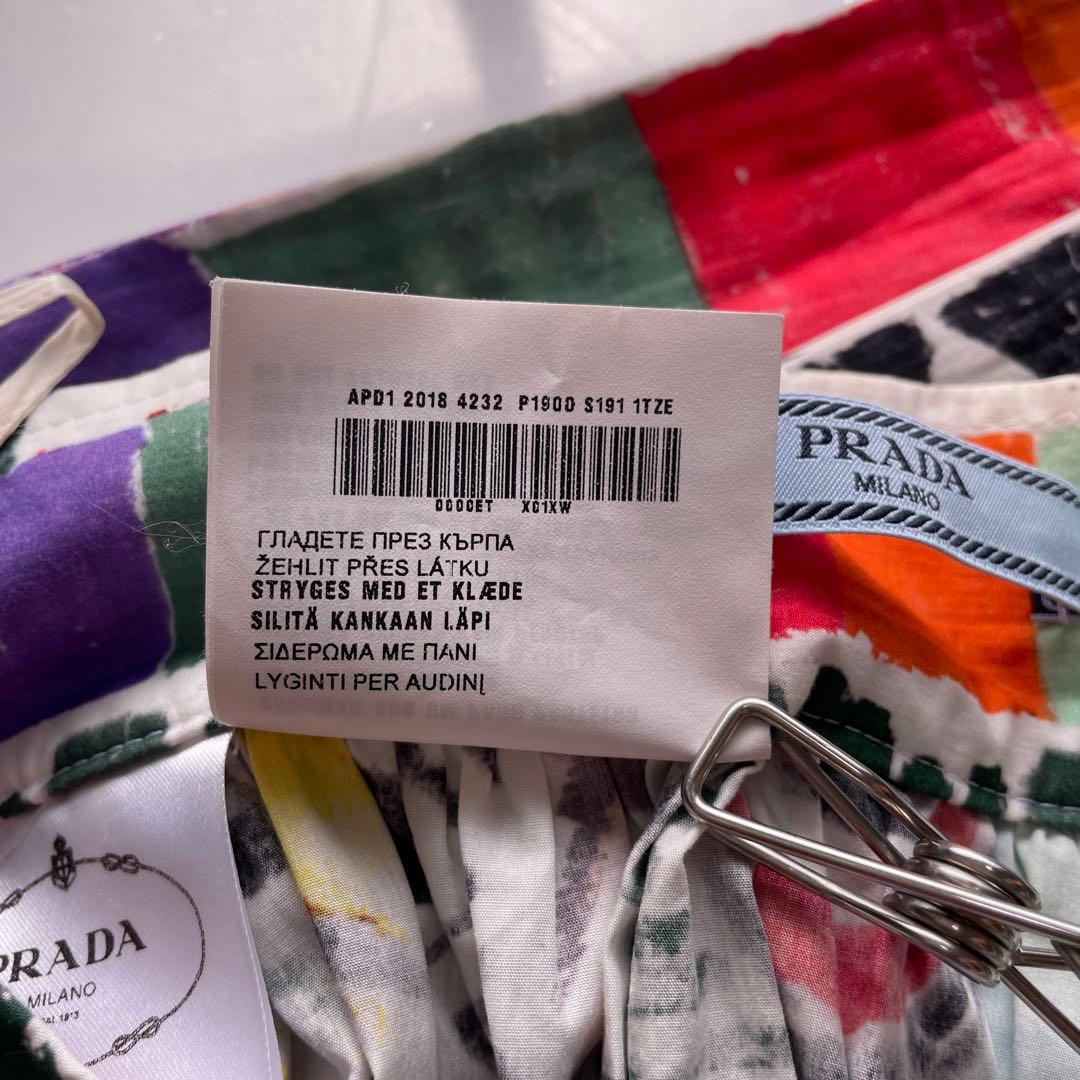 APD1 2018 4232 P1900 S191 1TZE
0000ET X01XW
ГЛАДЕТЕ ПРЕЗ КЪРПА
ŽEHLIT PŘES LÁTKU
STRYGES MED ET KLÆDE
SILITÄ KANKAAN LÄPI
ΣΙΔΕΡΩΜΑ ΜΕ ΠΑΝΙ
LYGINTI PER AUDINĮ
PRADA
MILANO
PRADA
MILANO